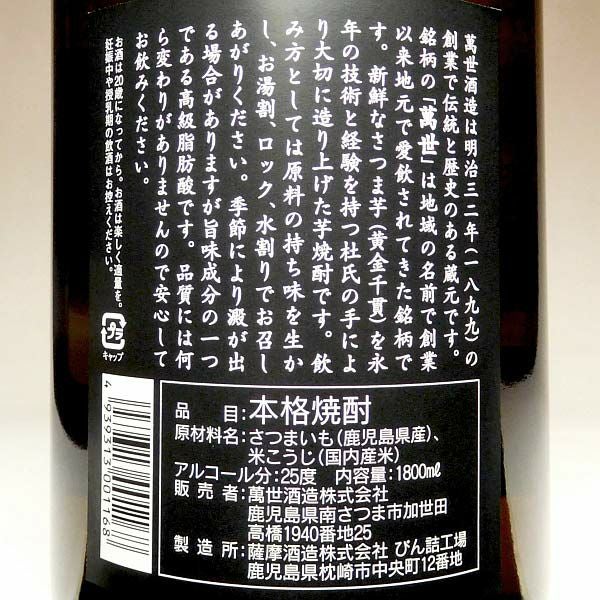 萬世酒造は明治三二年(一八九九)の
創業で伝統と歴史のある蔵元です。
銘柄の「萬世」は地域の名前で創業
以来地元で愛飲されてきた銘柄で
す。新鮮なさつま芋(黄金千貫)を永
年の技術と経験を持つ杜氏の手によ
り大切に造り上げた芋焼酎です。飲
み方としては原料の持ち味を生か
し、お湯割、ロック、水割りでお召し
あがりください。季節により澱が出
る場合がありますが旨味成分の一つ
である高級脂肪酸です。品質には何
ら変わりがありませんので安心して
お飲みください。
お酒は20歳になってから。お酒は楽しく適量を。
妊娠中や授乳期の飲酒はお控えください。
プラ
キャップ
4939313001168
品目:本格焼酎
原材料名:さつまいも(鹿児島県産)、
米こうじ(国内産米)
アルコール分:25度 内容量:1800㎖
販売者:萬世酒造株式会社
鹿児島県南さつま市加世田
高橋1940番地25
製造所:薩摩酒造株式会社 びん詰工場
鹿児島県枕崎市中央町12番地